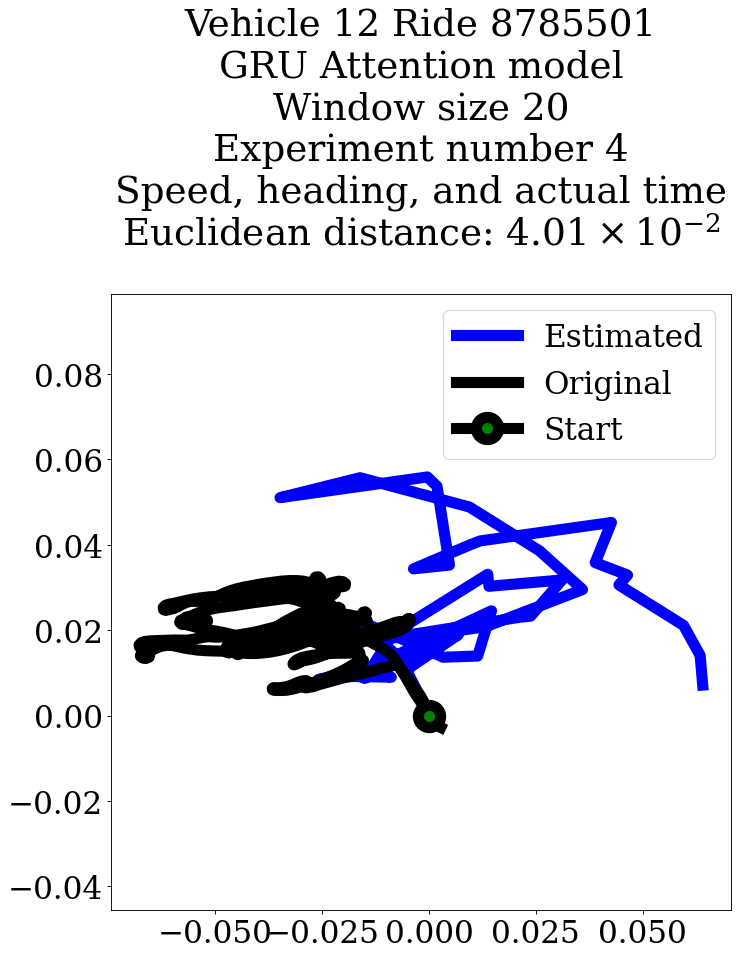 Vehicle 12 Ride 8785501
GRU Attention model
Window size 20
Experiment number 4
Speed, heading, and actual time
Euclidean distance: 4.01 × 10⁻²
Estimated
Original
Start
0.08
0.06
0.04
0.02
0.00
−0.02
−0.04
−0.050 −0.025 0.000 0.025 0.050